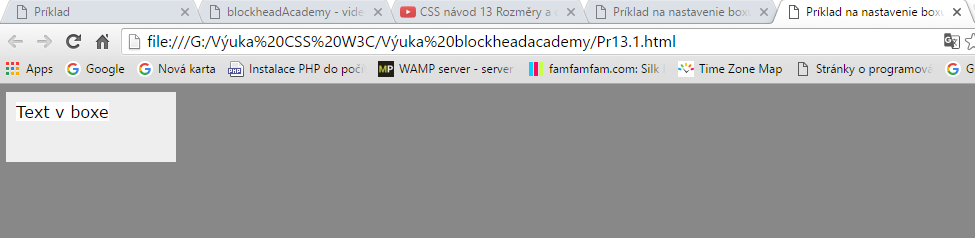 Príklad
blockheadAcademy - vide
CSS návod 13 Rozměry a
Príklad na nastavenie boxu
Príklad na nastavenie boxu
file:///G:/Výuka%20CSS%20W3C/Výuka%20blockheadacademy/Pr13.1.html
Apps
Google
Nová karta
Instalace PHP do poč
WAMP server - server
famfamfam.com: Silk
Time Zone Map
Stránky o programová
G
Text v boxe